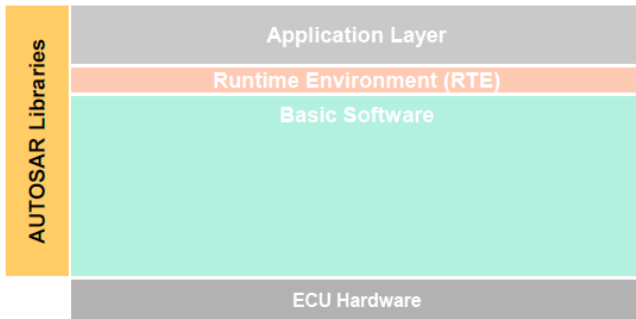 AUTOSAR Libraries
Application Layer
Runtime Environment (RTE)
Basic Software
ECU Hardware